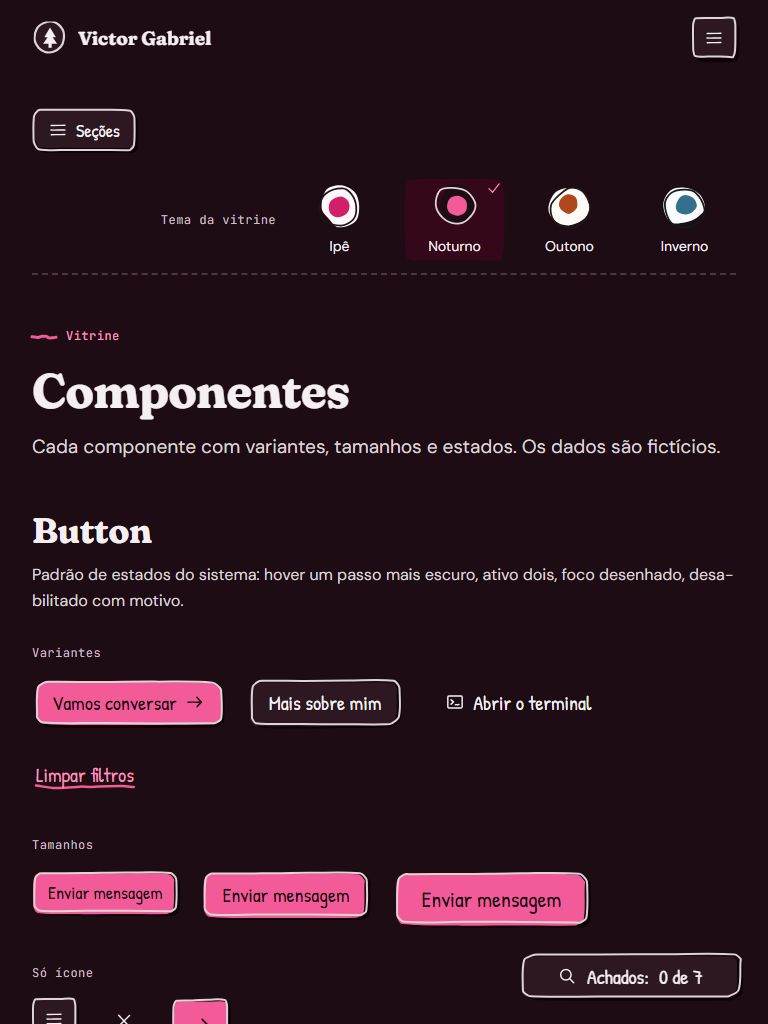 Victor Gabriel
Seções
Tema da vitrine
Ipê
Noturno
Outono
Inverno
Vitrine
Componentes
Cada componente com variantes, tamanhos e estados. Os dados são fictícios.
Button
Padrão de estados do sistema: hover um passo mais escuro, ativo dois, foco desenhado, desa-
bilitado com motivo.
Variantes
Vamos conversar
Mais sobre mim
Abrir o terminal
Limpar filtros
Tamanhos
Enviar mensagem
Enviar mensagem
Enviar mensagem
Só ícone
Achados: 0 de 7